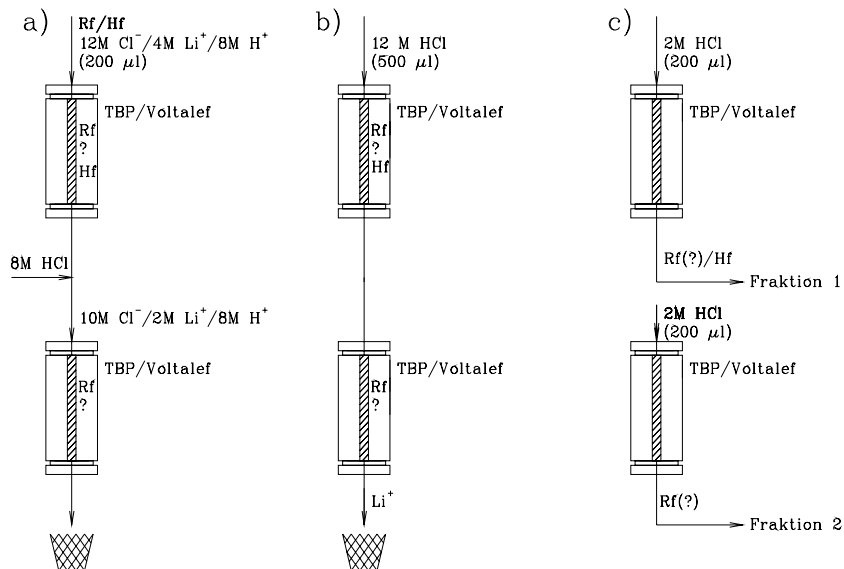 a)
Rf/Hf
12M Cl⁻/4M Li⁺/8M H⁺
(200 μl)
TBP/Voltalef
Rf
?
Hf
8M HCl
10M Cl⁻/2M Li⁺/8M H⁺
TBP/Voltalef
Rf
?
b)
12 M HCl
(500 μl)
TBP/Voltalef
Rf
?
Hf
TBP/Voltalef
Rf
?
Li⁺
c)
2M HCl
(200 μl)
TBP/Voltalef
Rf(?)/Hf
Fraktion 1
2M HCl
(200 μl)
TBP/Voltalef
Rf(?)
Fraktion 2